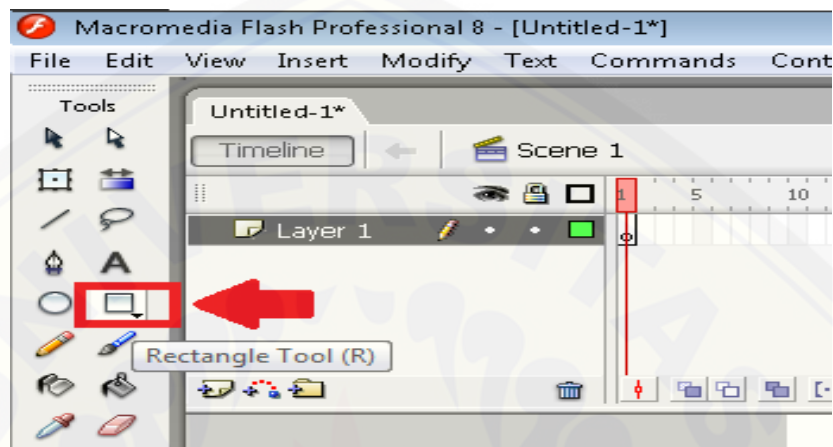 Macromedia Flash Professional 8 - [Untitled-1*]
File Edit View Insert Modify Text Commands Cont
Tools
Untitled-1*
Timeline
Scene 1
1 5 10
Layer 1
A
Rectangle Tool (R)